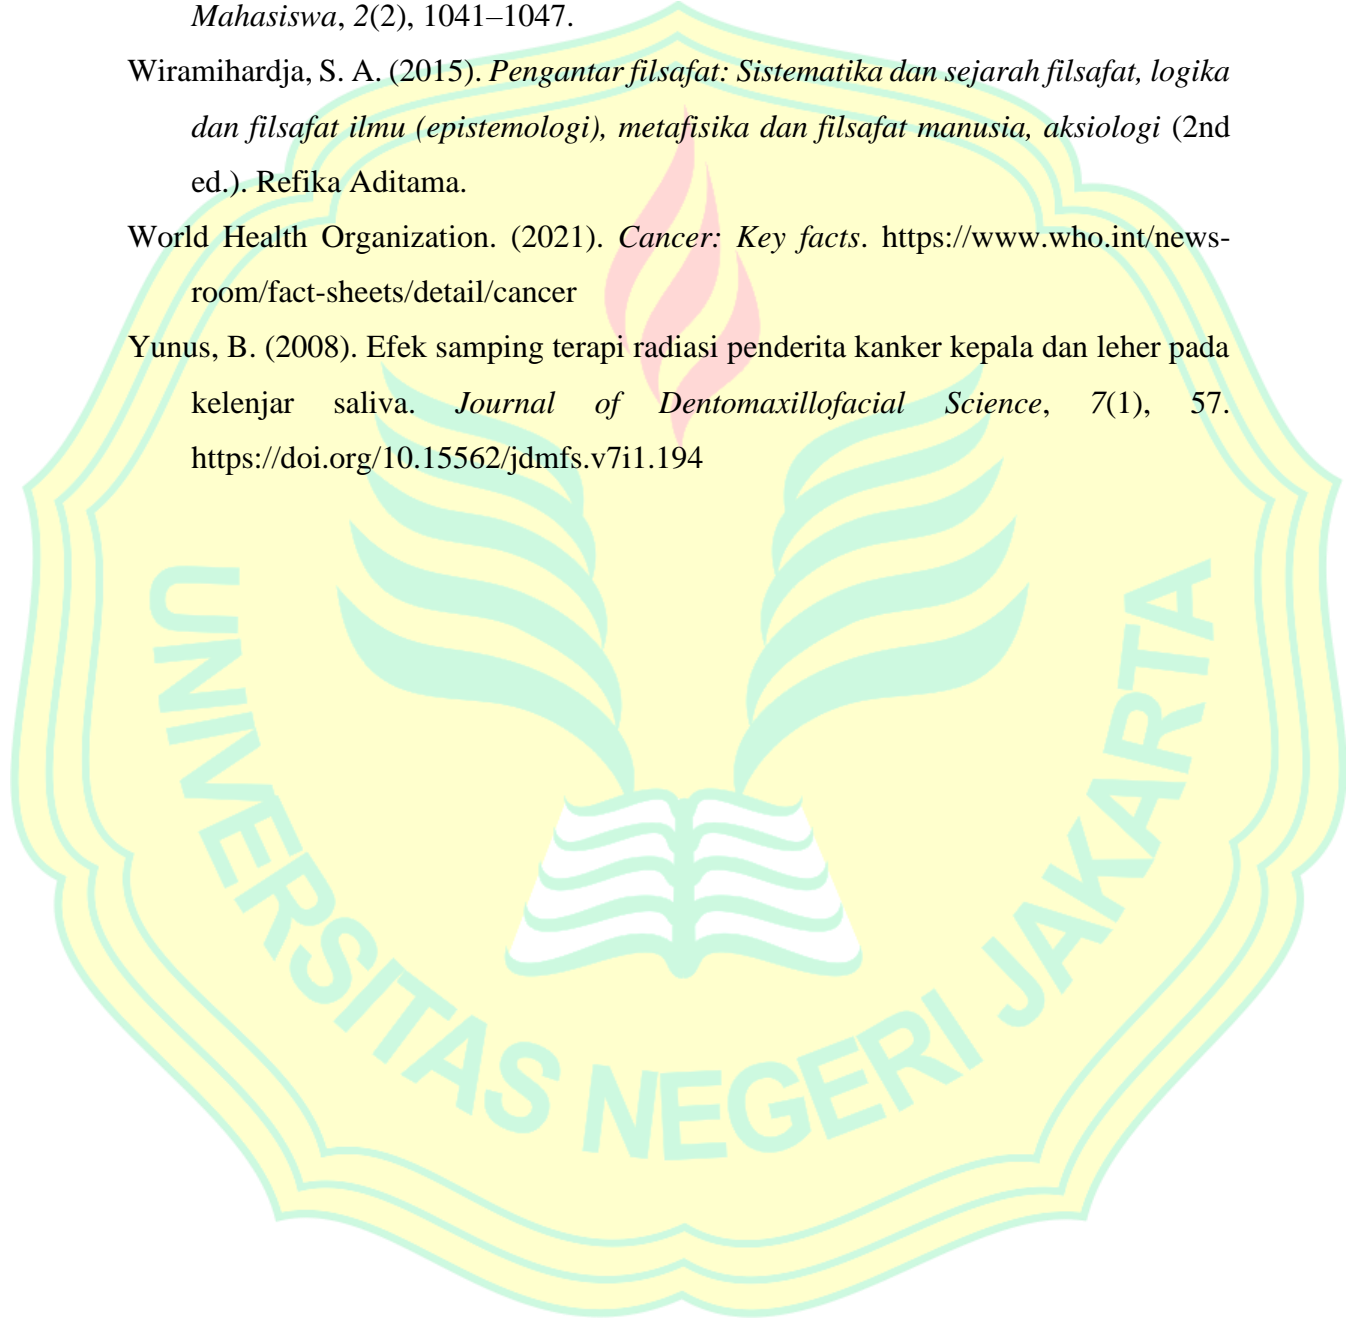 Mahasiswa, 2(2), 1041–1047.
Wiramihardja, S. A. (2015). Pengantar filsafat: Sistematika dan sejarah filsafat, logika
dan filsafat ilmu (epistemologi), metafisika dan filsafat manusia, aksiologi (2nd
ed.). Refika Aditama.
World Health Organization. (2021). Cancer: Key facts. https://www.who.int/news-
room/fact-sheets/detail/cancer
Yunus, B. (2008). Efek samping terapi radiasi penderita kanker kepala dan leher pada
kelenjar saliva. Journal of Dentomaxillofacial Science, 7(1), 57.
https://doi.org/10.15562/jdmfs.v7i1.194
UNIVERSITAS NEGERI JAKARTA